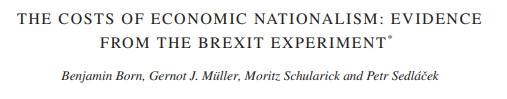 THE COSTS OF ECONOMIC NATIONALISM: EVIDENCE
FROM THE BREXIT EXPERIMENT*
Benjamin Born, Gernot J. Müller, Moritz Schularick and Petr Sedláček